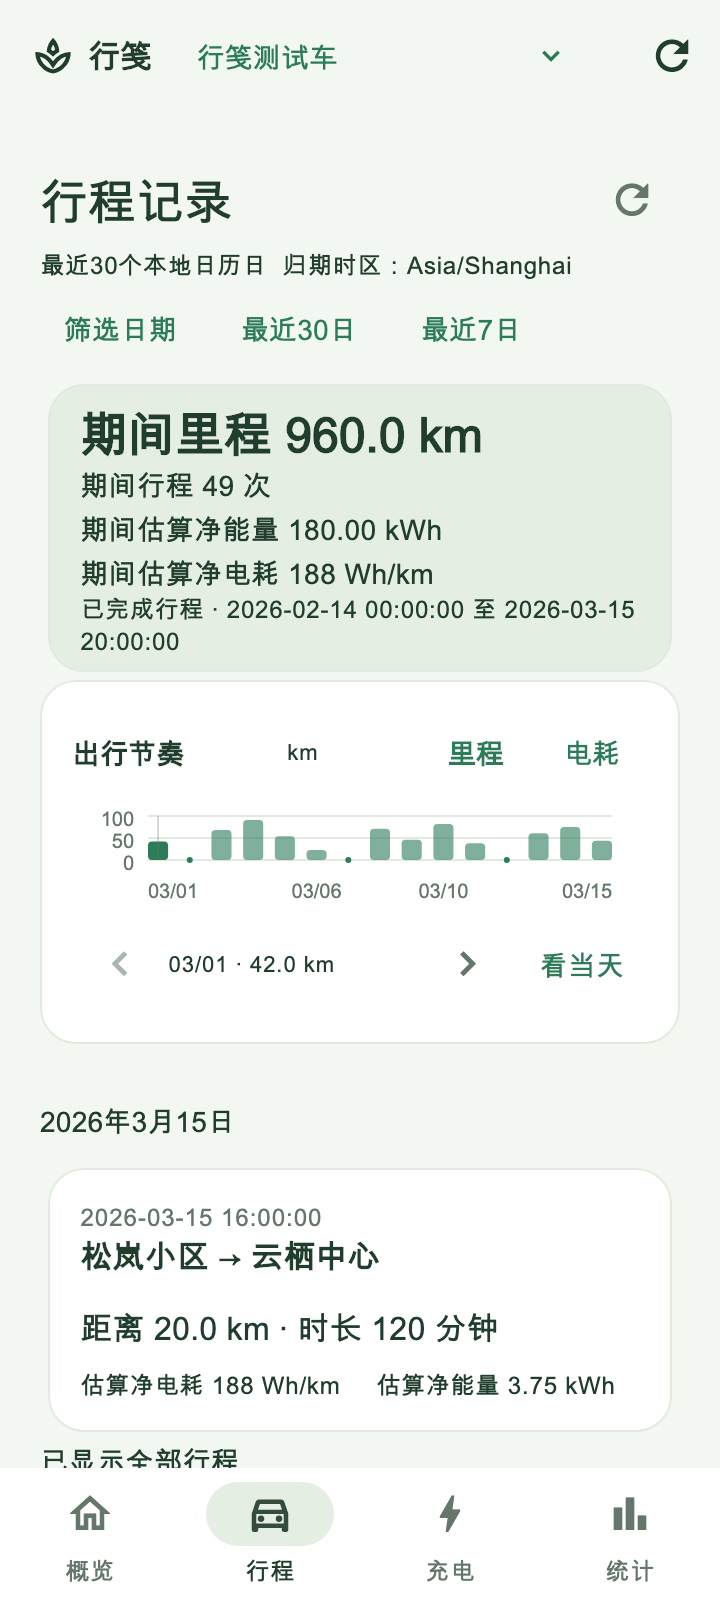 行笺 行笺测试车
行程记录
最近30个本地日历日 归期时区：Asia/Shanghai
筛选日期 最近30日 最近7日
期间里程 960.0 km
期间行程 49 次
期间估算净能量 180.00 kWh
期间估算净电耗 188 Wh/km
已完成行程 · 2026-02-14 00:00:00 至 2026-03-15
20:00:00
出行节奏 km 里程 电耗
100
50
0
03/01 03/06 03/10 03/15
03/01 · 42.0 km 看当天
2026年3月15日
2026-03-15 16:00:00
松岚小区 → 云栖中心
距离 20.0 km · 时长 120 分钟
估算净电耗 188 Wh/km 估算净能量 3.75 kWh
已显示全部行程
概览 行程 充电 统计